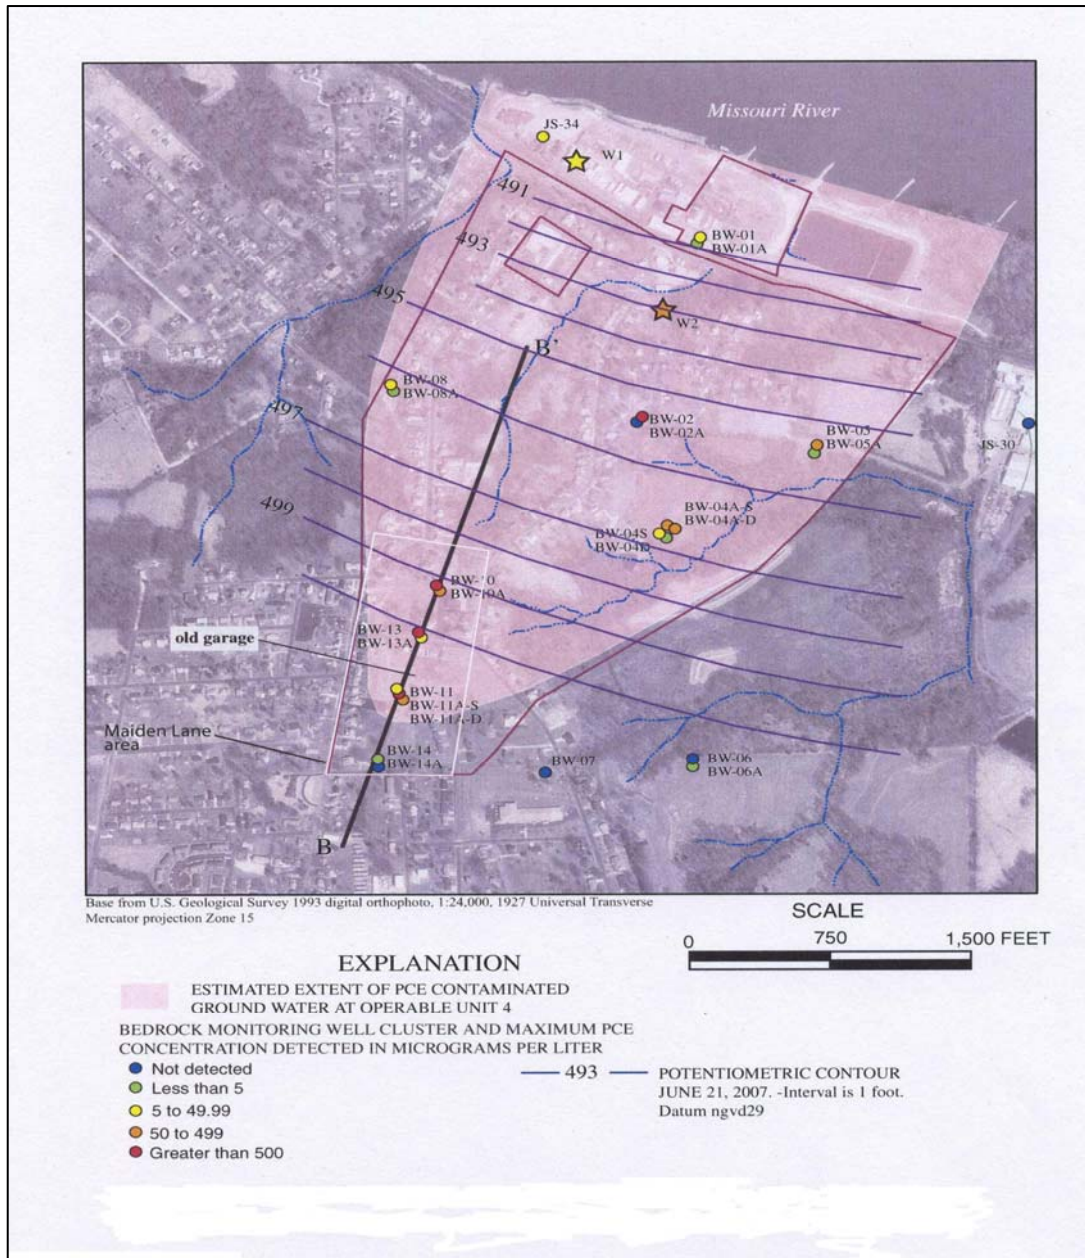 Missouri River
JS-34
W1
491
BW-01
BW-01A
493
495
W2
B'
BW-08
BW-08A
497
BW-02
BW-02A
BW-05
BW-05A
JS-30
499
BW-04A-S
BW-04A-D
BW-04S
BW-04D
BW-10
BW-10A
BW-13
BW-13A
old garage
BW-11
BW-11A-S
BW-11A-D
Maiden Lane
area
BW-14
BW-14A
BW-07
BW-06
BW-06A
B
Base from U.S. Geological Survey 1993 digital orthophoto, 1:24,000, 1927 Universal Transverse
Mercator projection Zone 15
SCALE
0 750 1,500 FEET
EXPLANATION
ESTIMATED EXTENT OF PCE CONTAMINATED
GROUND WATER AT OPERABLE UNIT 4
BEDROCK MONITORING WELL CLUSTER AND MAXIMUM PCE
CONCENTRATION DETECTED IN MICROGRAMS PER LITER
Not detected
Less than 5
5 to 49.99
50 to 499
Greater than 500
493 POTENTIOMETRIC CONTOUR
JUNE 21, 2007. -Interval is 1 foot.
Datum ngvd29